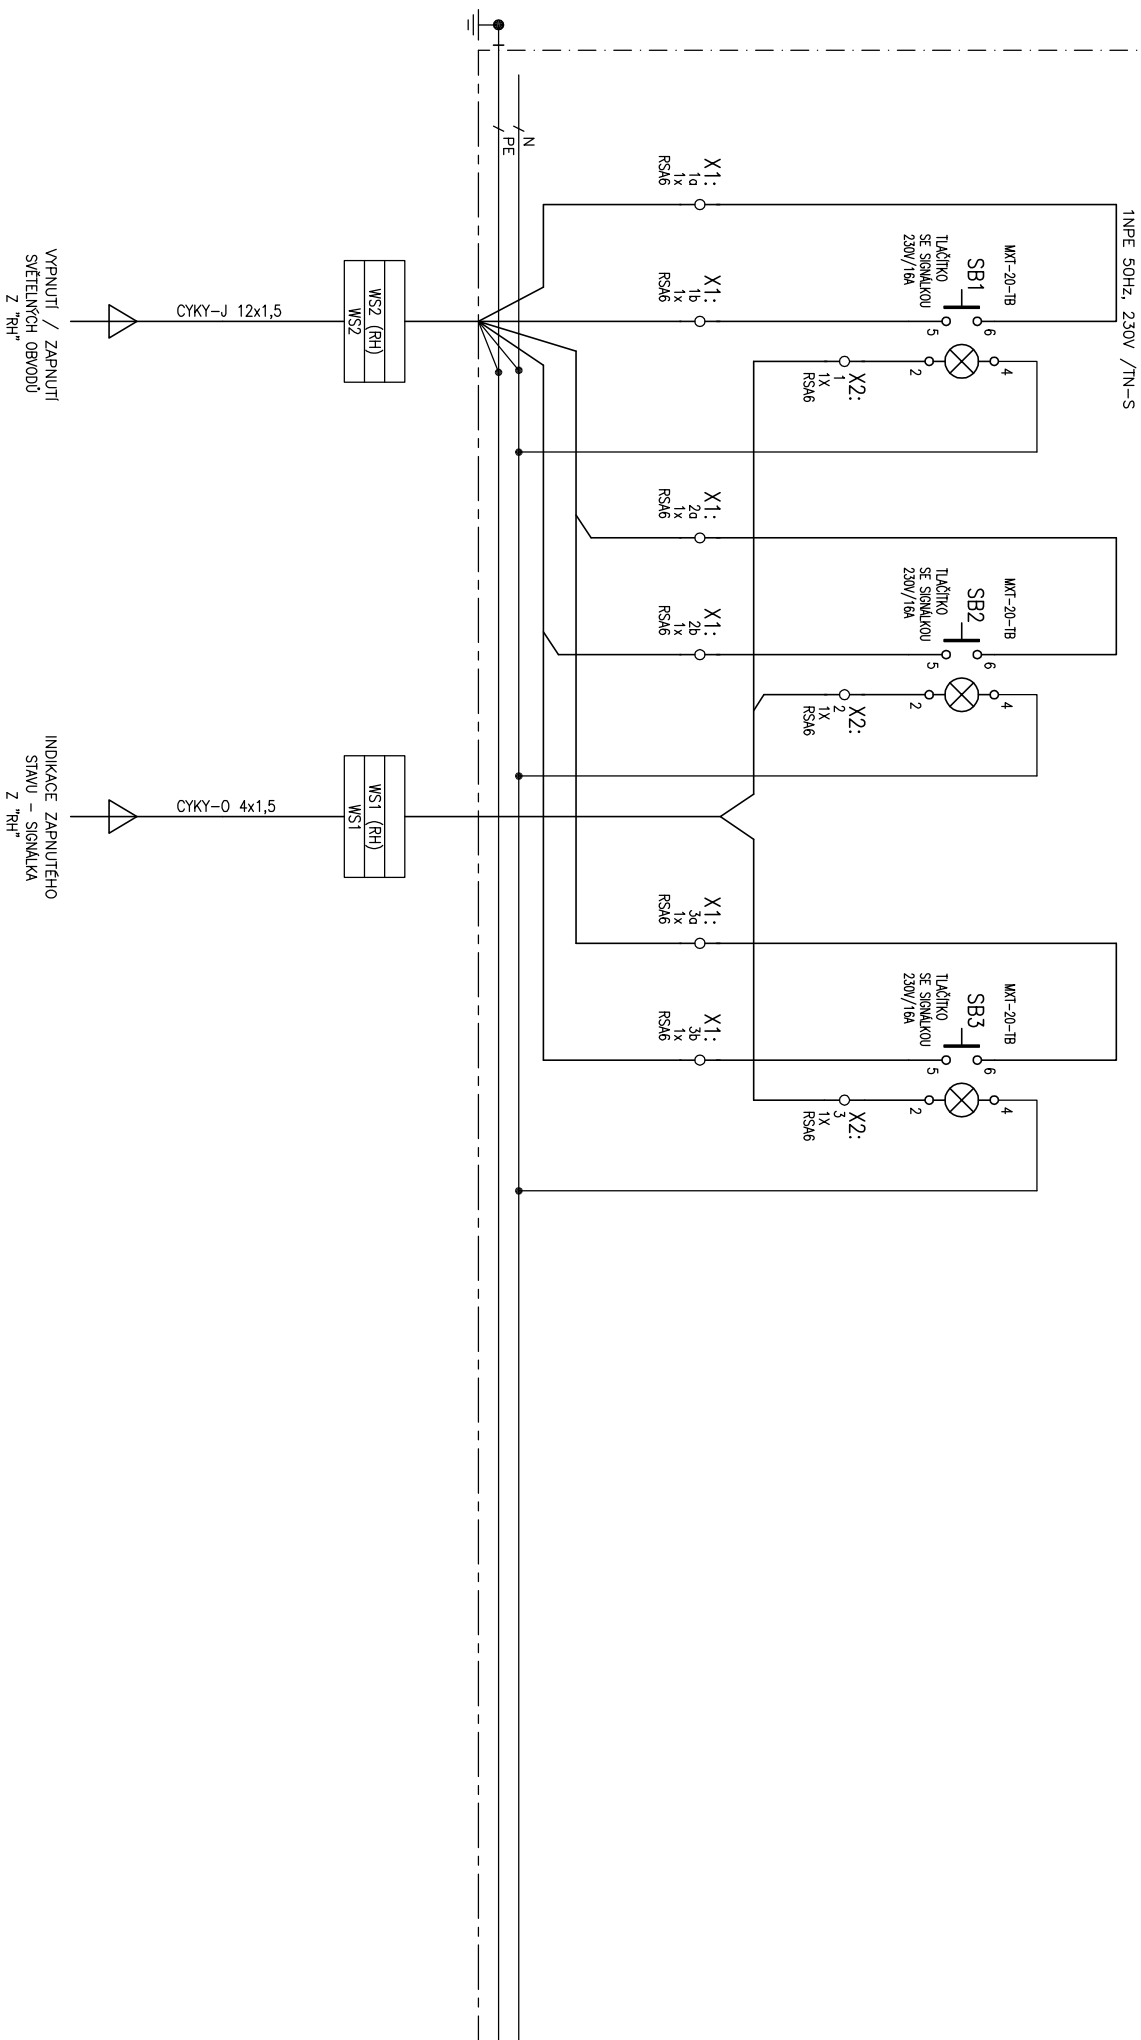 1NPE 50Hz, 230V /TN-S
MXT-20-TB
SB1
TLAČÍTKO
SE SIGNÁLKOU
230V/16A
6
5
4
2
X1:
1a
1x
RSA6
X1:
1b
1x
RSA6
X2:
1
1X
RSA6
MXT-20-TB
SB2
TLAČÍTKO
SE SIGNÁLKOU
230V/16A
6
5
4
2
X1:
2a
1x
RSA6
X1:
2b
1x
RSA6
X2:
2
1X
RSA6
MXT-20-TB
SB3
TLAČÍTKO
SE SIGNÁLKOU
230V/16A
6
5
4
2
X1:
3a
1x
RSA6
X1:
3b
1x
RSA6
X2:
3
1X
RSA6
N
PE
WS2 (RH)
WS2
CYKY-J 12x1,5
VYPNUTÍ / ZAPNUTÍ
SVĚTELNÝCH OBVODŮ
Z "RH"
WS1 (RH)
WS1
CYKY-O 4x1,5
INDIKACE ZAPNUTÉHO
STAVU - SIGNÁLKA
Z "RH"